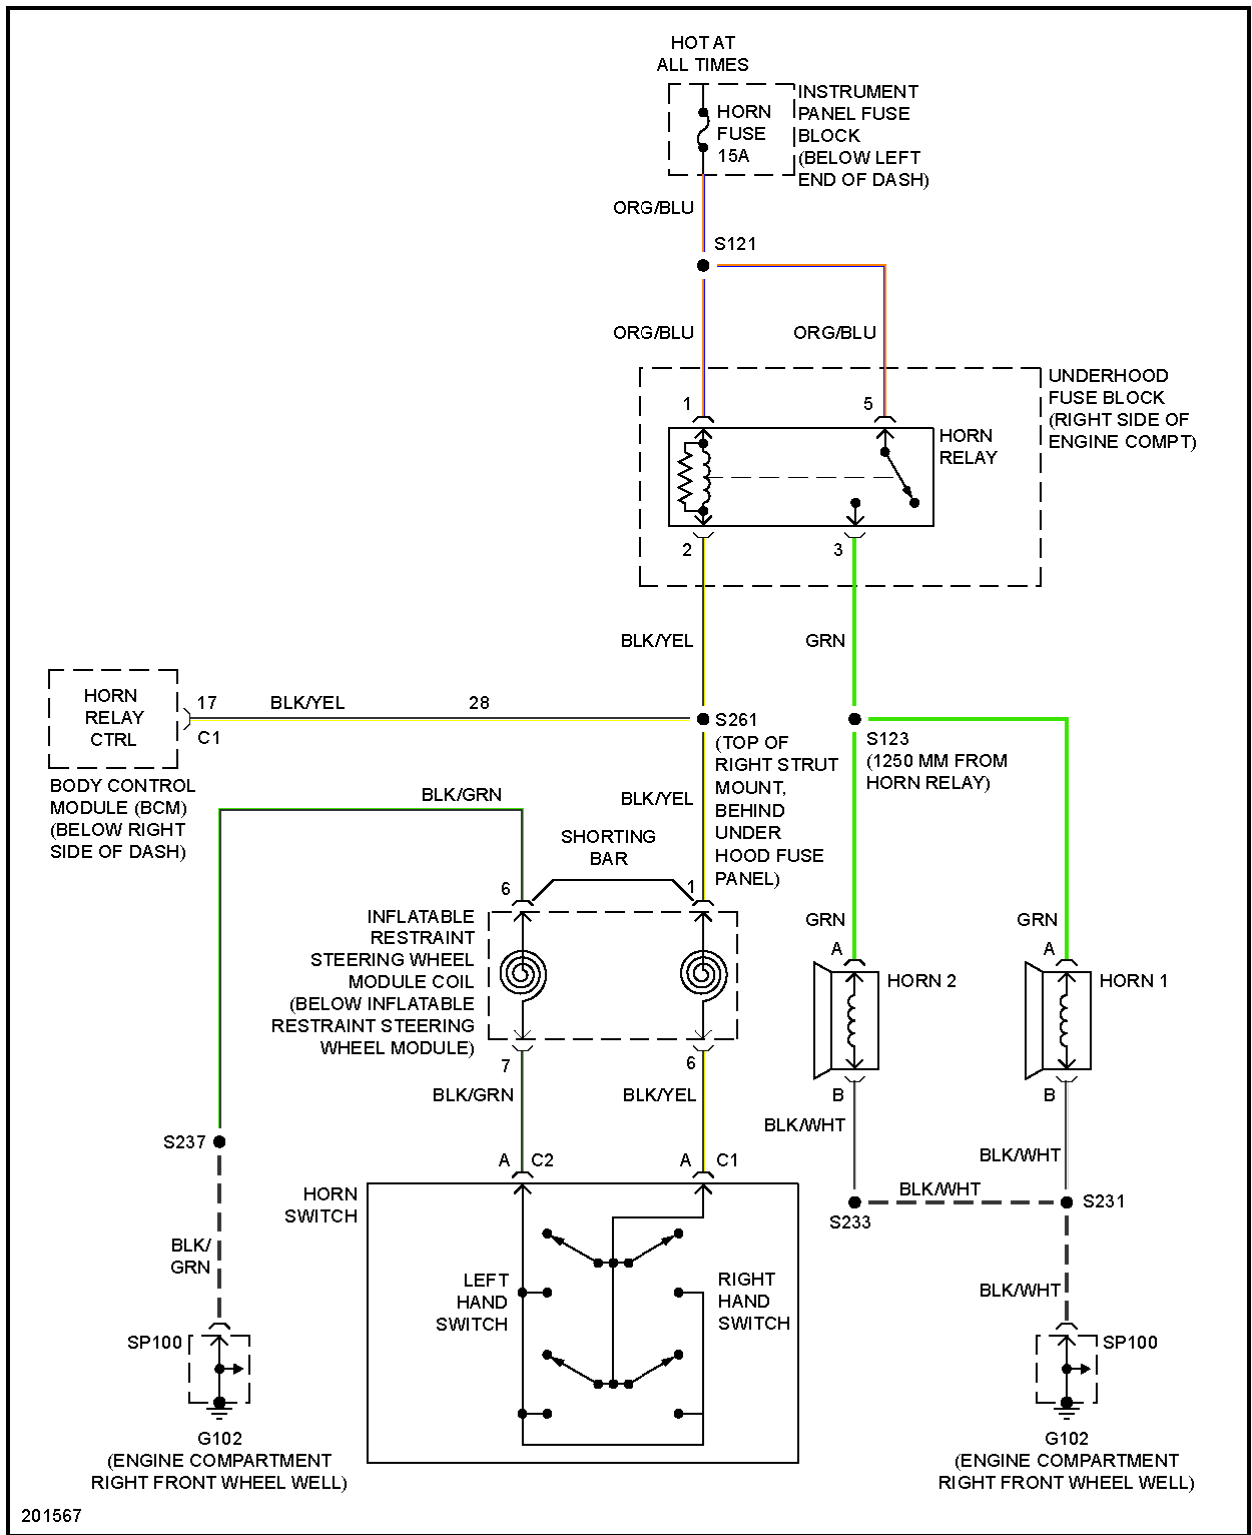 HOT AT
ALL TIMES
HORN
FUSE
15A
INSTRUMENT
PANEL FUSE
BLOCK
(BELOW LEFT
END OF DASH)
ORG/BLU
S121
ORG/BLU
ORG/BLU
UNDERHOOD
FUSE BLOCK
(RIGHT SIDE OF
ENGINE COMPT)
1
5
HORN
RELAY
2
3
BLK/YEL
GRN
HORN
RELAY
CTRL
17
C1
BLK/YEL
28
S261
(TOP OF
RIGHT STRUT
MOUNT,
BEHIND
UNDER
HOOD FUSE
PANEL)
S123
(1250 MM FROM
HORN RELAY)
BODY CONTROL
MODULE (BCM)
(BELOW RIGHT
SIDE OF DASH)
BLK/GRN
BLK/YEL
SHORTING
BAR
6
1
INFLATABLE
RESTRAINT
STEERING WHEEL
MODULE COIL
(BELOW INFLATABLE
RESTRAINT STEERING
WHEEL MODULE)
GRN
A
HORN 2
GRN
A
HORN 1
7
6
BLK/GRN
BLK/YEL
B
BLK/WHT
B
BLK/WHT
S237
A
C2
A
C1
BLK/WHT
S233
S231
HORN
SWITCH
BLK/
GRN
LEFT
HAND
SWITCH
RIGHT
HAND
SWITCH
BLK/WHT
SP100
SP100
G102
(ENGINE COMPARTMENT
RIGHT FRONT WHEEL WELL)
G102
(ENGINE COMPARTMENT
RIGHT FRONT WHEEL WELL)
201567